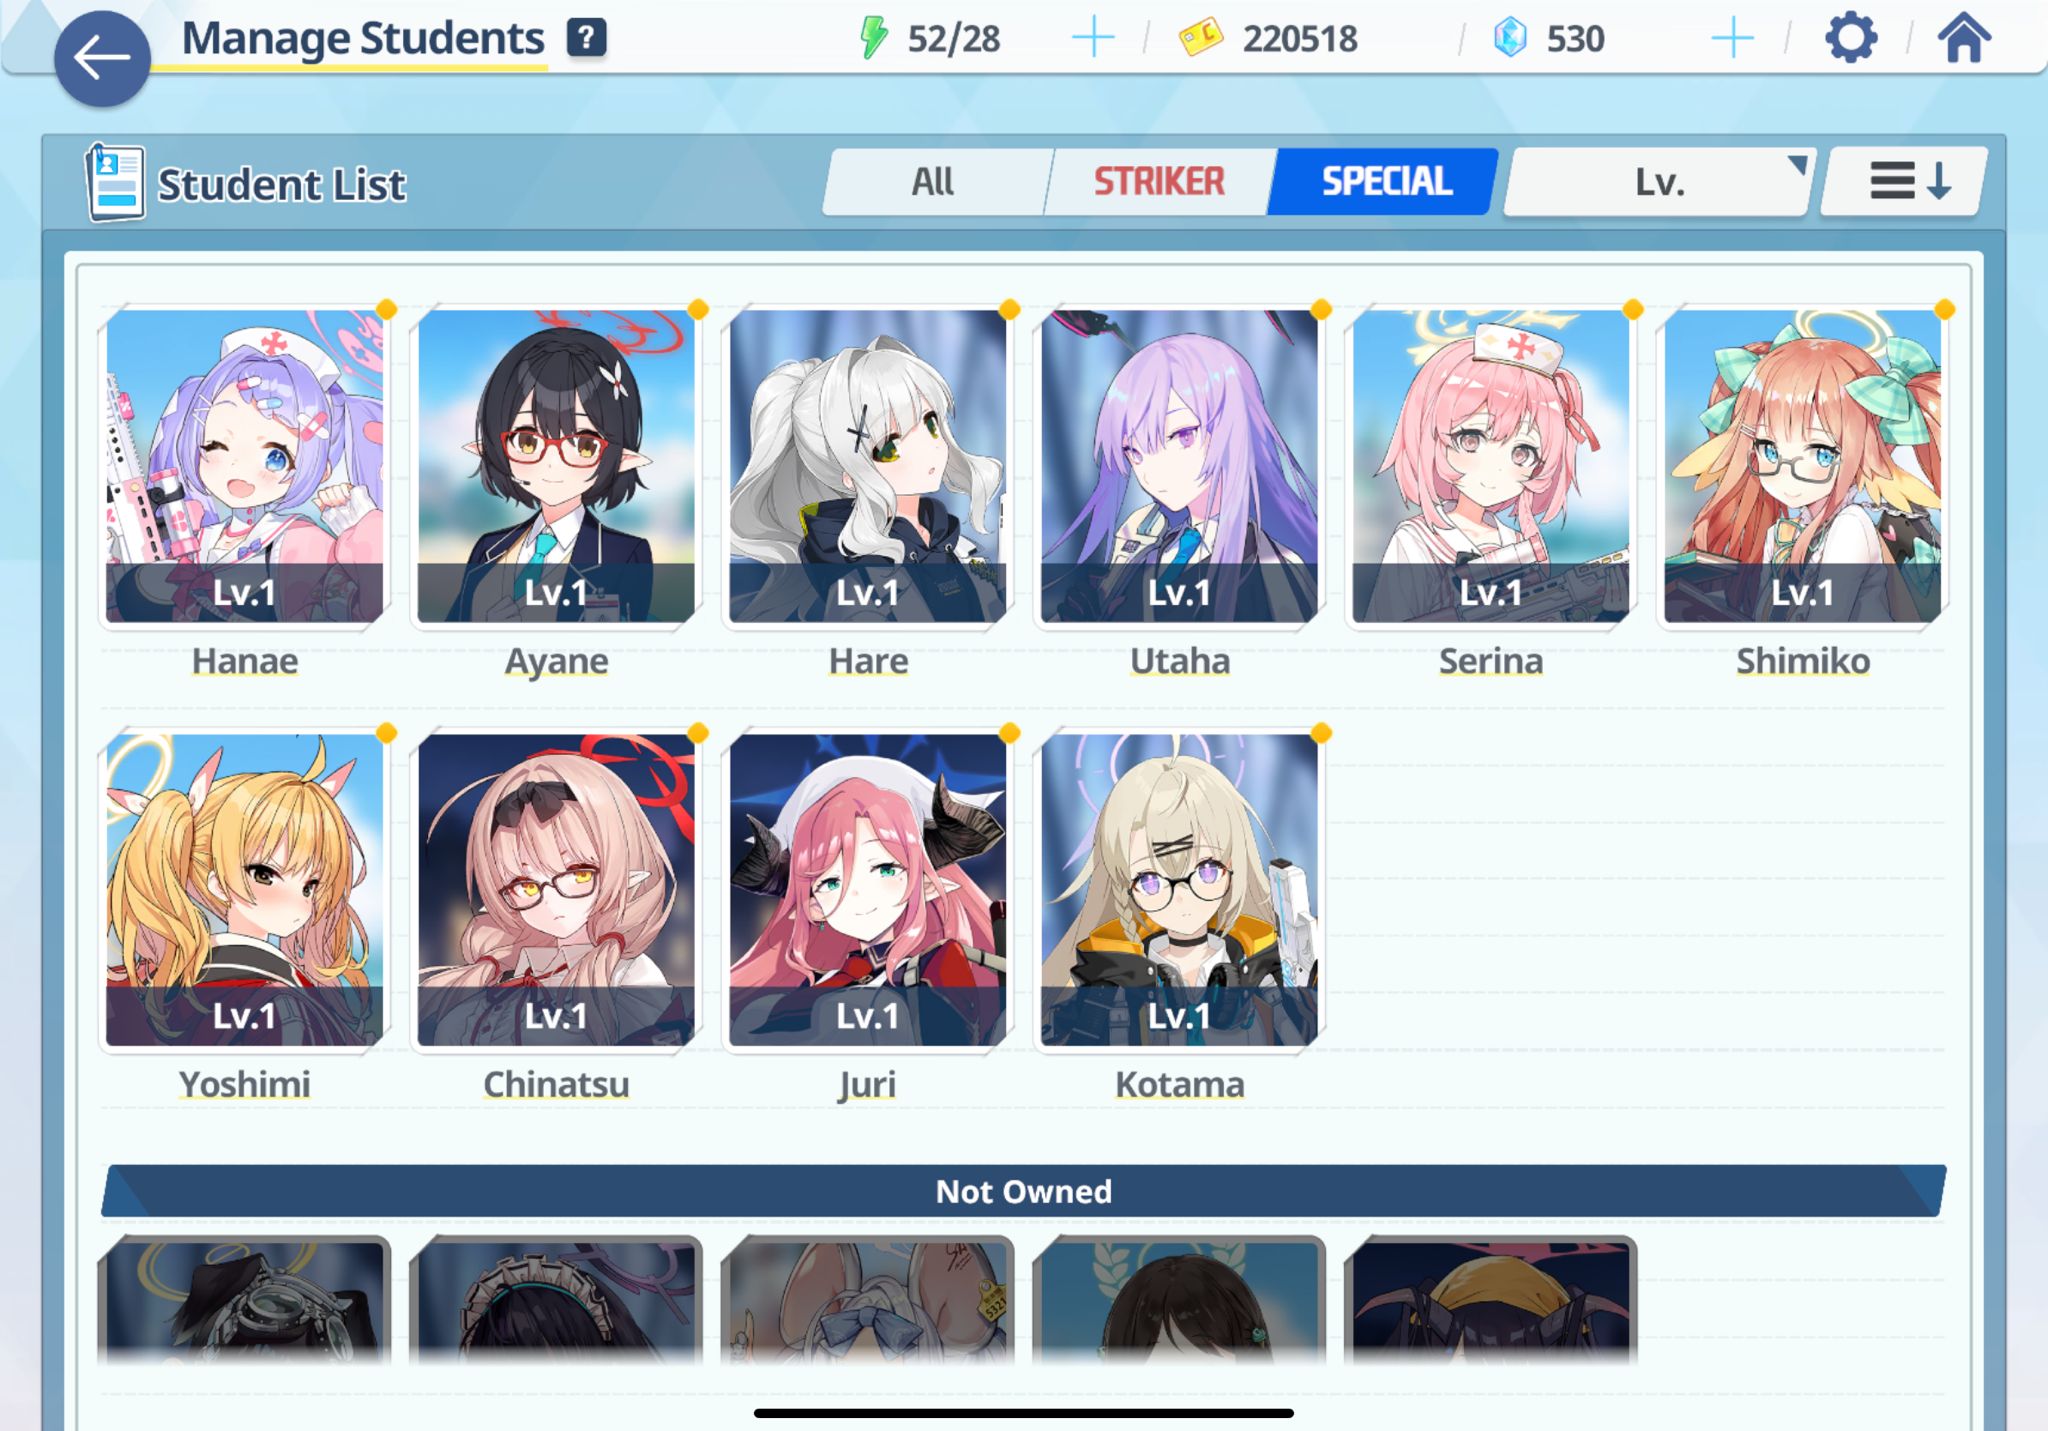 Manage Students ? 52/28 220518 530
Student List All STRIKER SPECIAL Lv.
Lv.1 Lv.1 Lv.1 Lv.1 Lv.1 Lv.1
Hanae Ayane Hare Utaha Serina Shimiko
Lv.1 Lv.1 Lv.1 Lv.1
Yoshimi Chinatsu Juri Kotama
Not Owned
5321